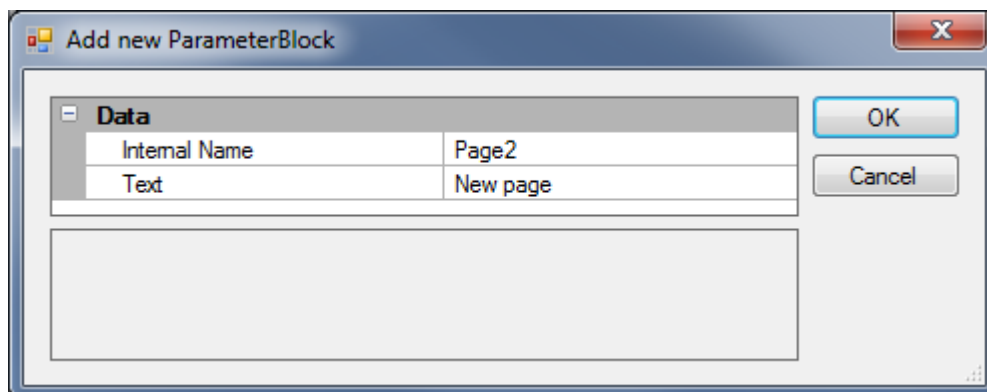 Add new ParameterBlock
Data
Internal Name Page2
Text New page
OK
Cancel